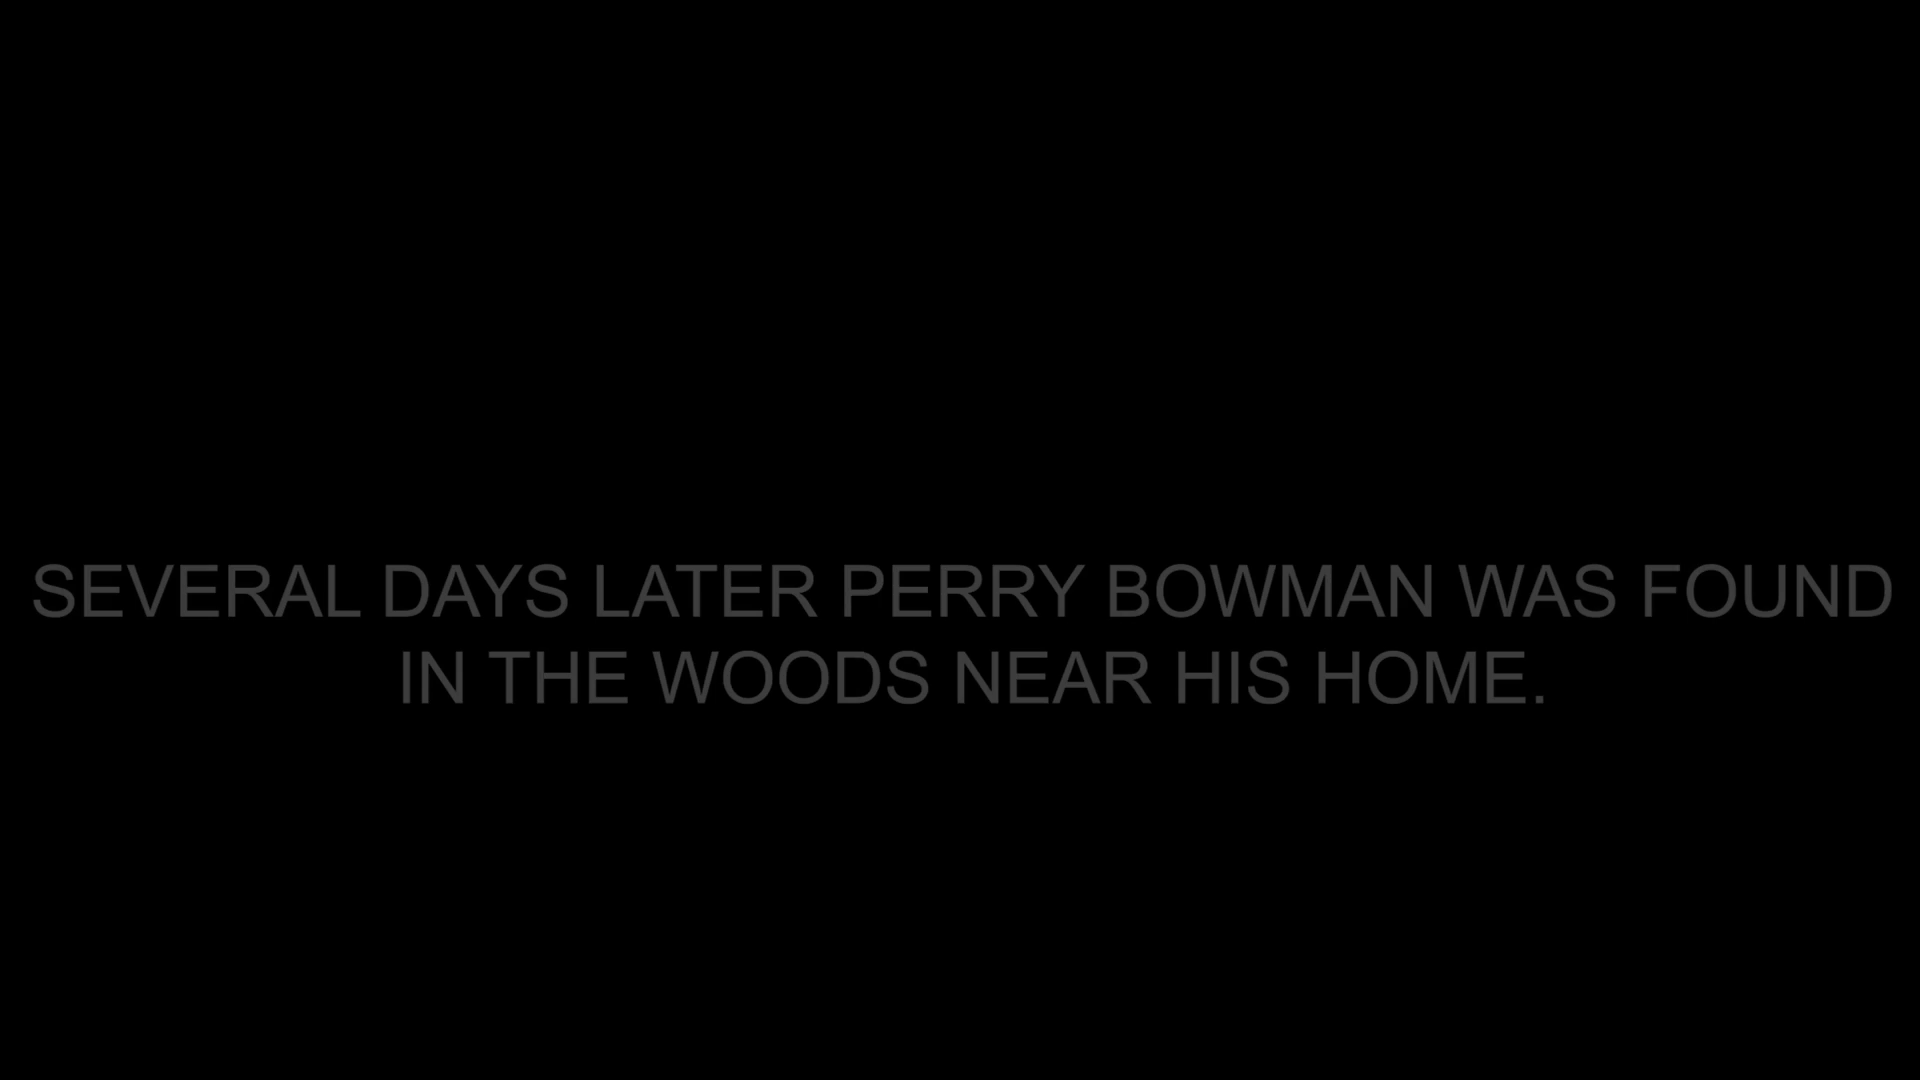 SEVERAL DAYS LATER PERRY BOWMAN WAS FOUND
IN THE WOODS NEAR HIS HOME.